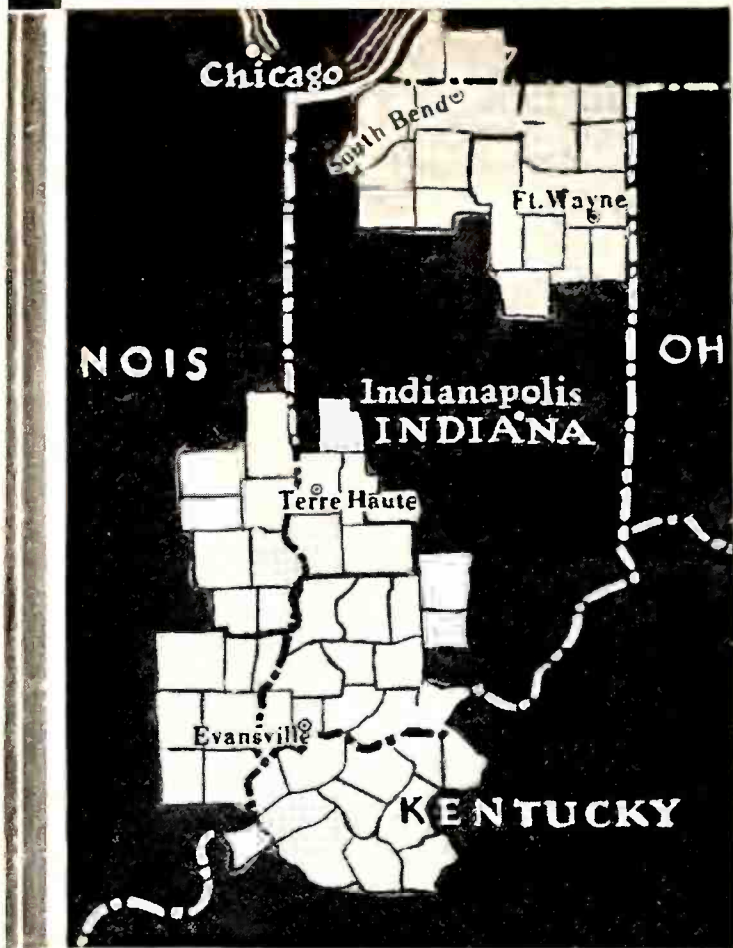 Chicago
South Bend
Ft. Wayne
NOIS
OH
Indianapolis
INDIANA
Terre Haute
Evansville
KENTUCKY